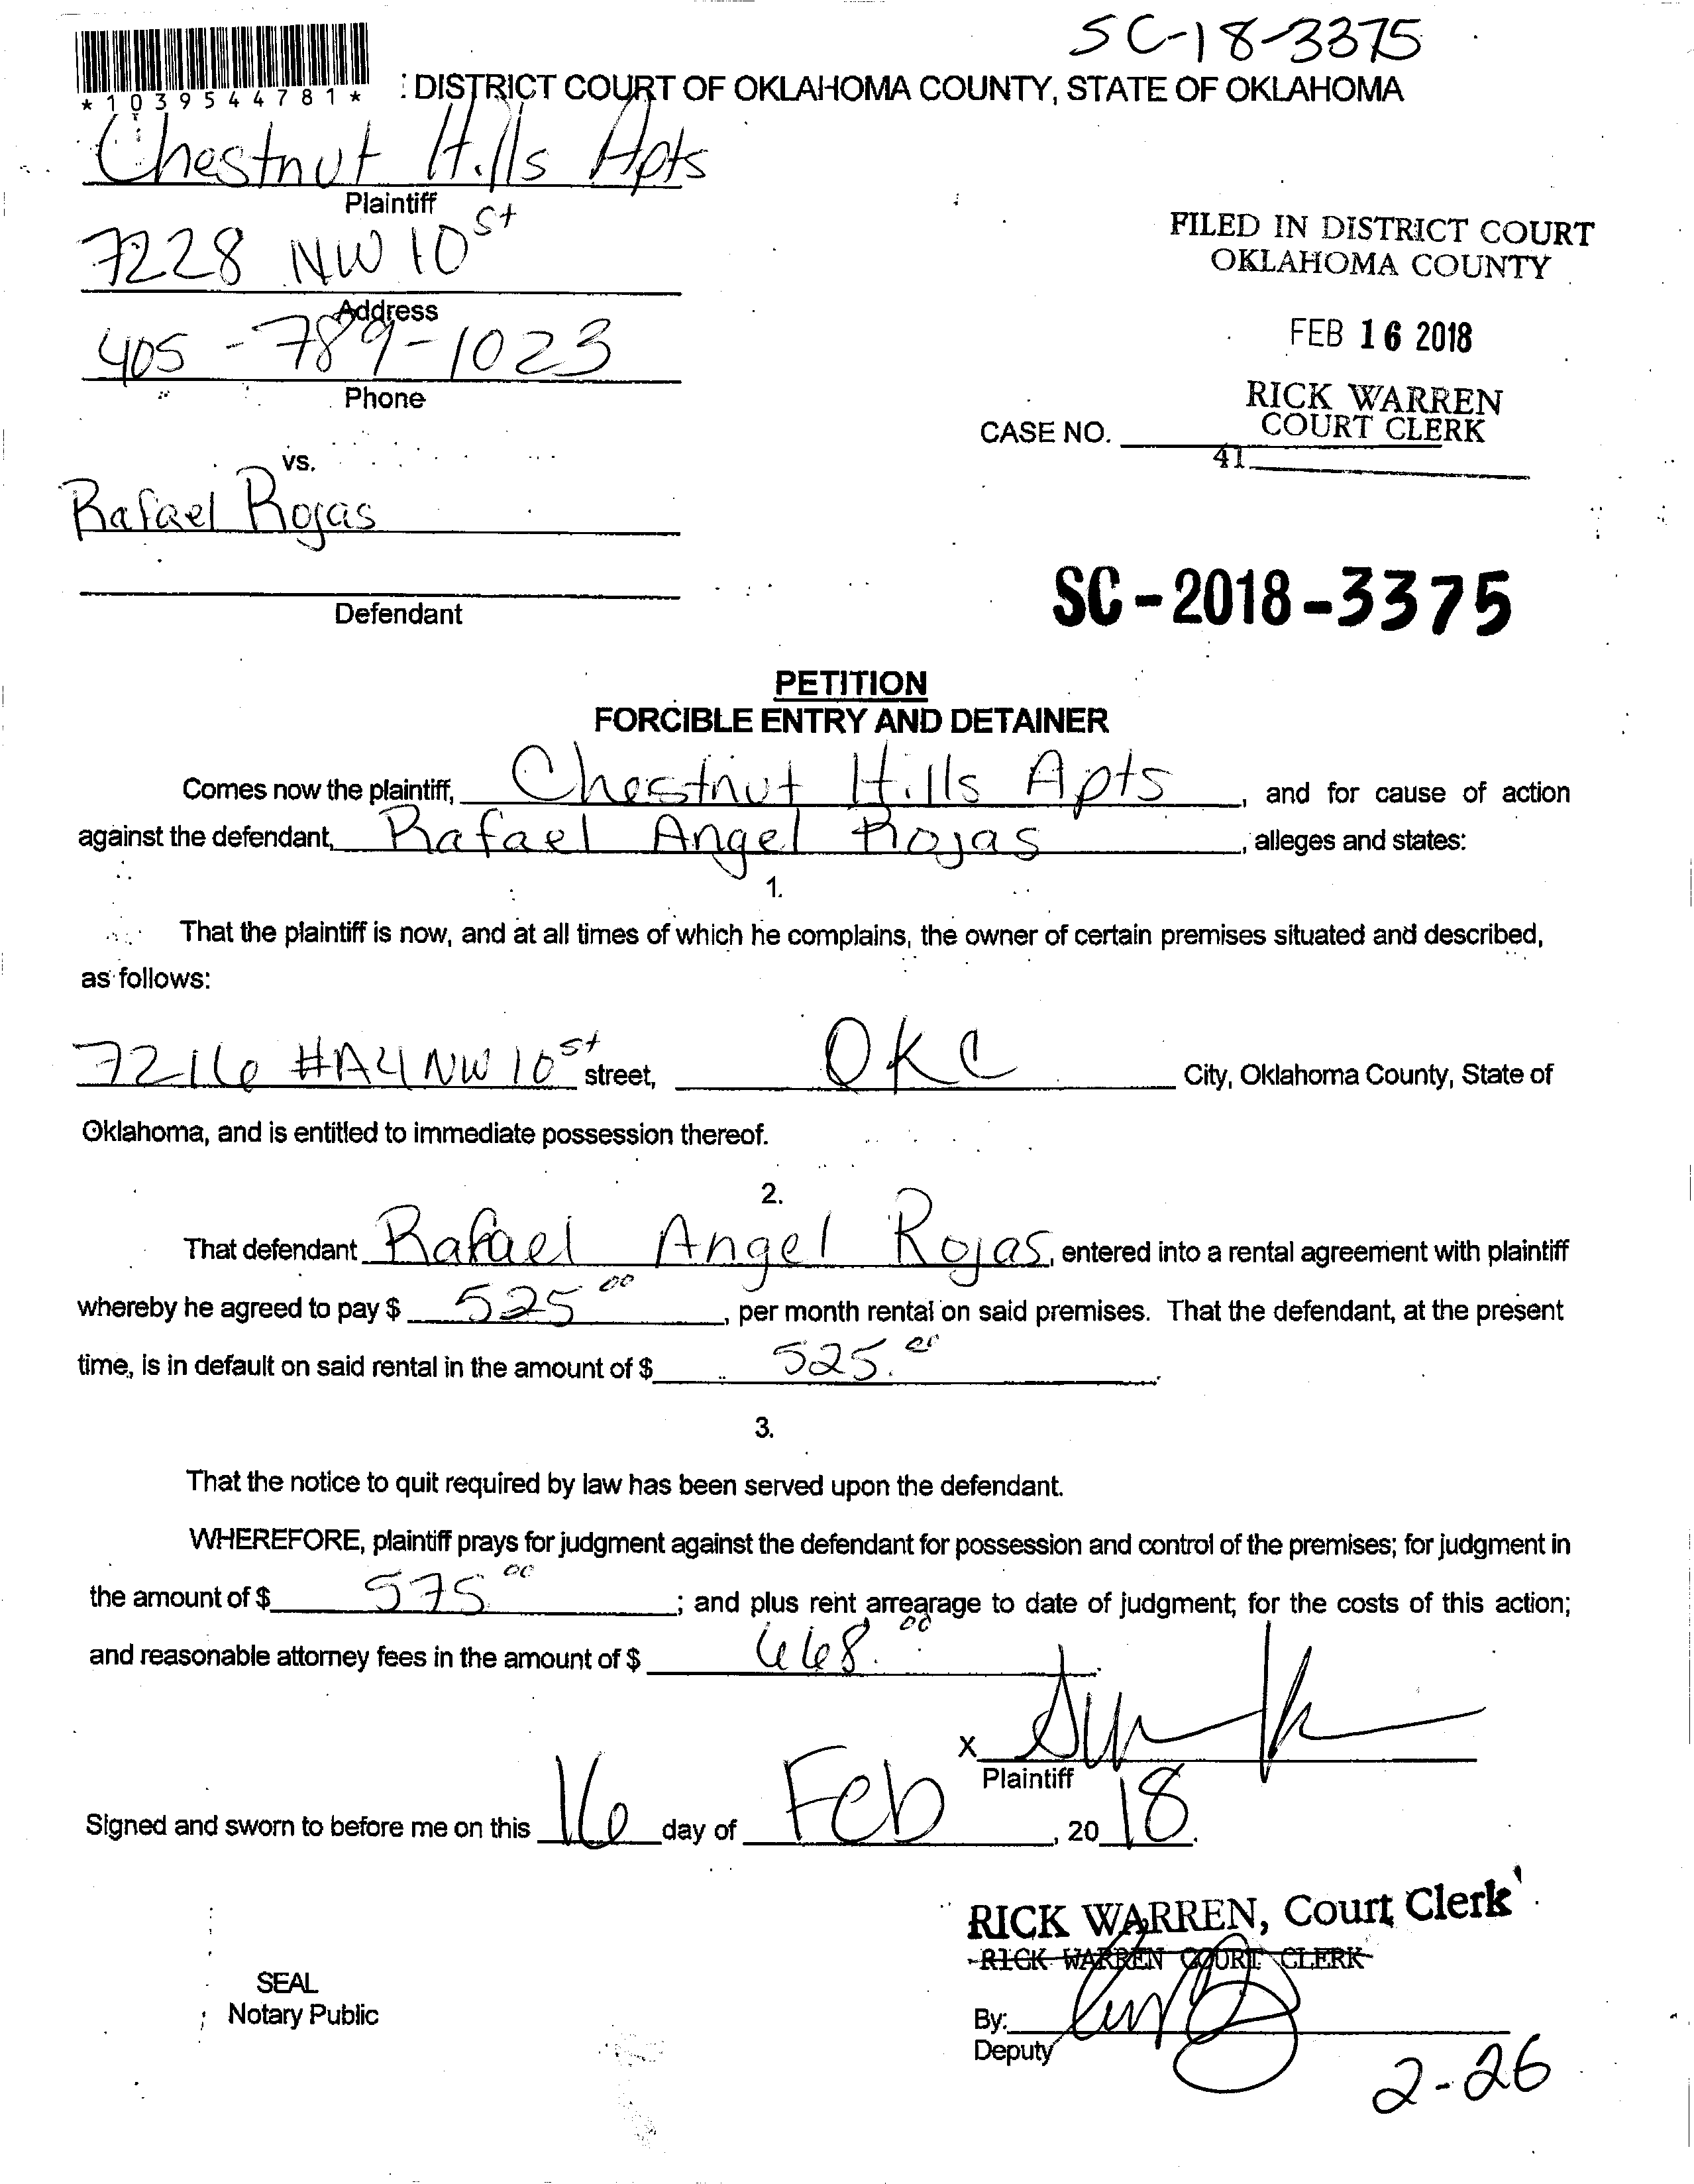 SC-18-3375
*1039544781*
: DISTRICT COURT OF OKLAHOMA COUNTY, STATE OF OKLAHOMA
Chestnut Hills Apts
Plaintiff
7228 NW 10 St
Address
405-789-1023
Phone
FILED IN DISTRICT COURT
OKLAHOMA COUNTY
FEB 16 2018
RICK WARREN
COURT CLERK
CASE NO.
41
vs.
Rafael Rojas
Defendant
SC-2018-3375
PETITION
FORCIBLE ENTRY AND DETAINER
Comes now the plaintiff, Chestnut Hills Apts, and for cause of action
against the defendant, Rafael Angel Rojas, alleges and states:
1.
That the plaintiff is now, and at all times of which he complains, the owner of certain premises situated and described,
as follows:
7216 #A4 NW 10 St street, OKC City, Oklahoma County, State of
Oklahoma, and is entitled to immediate possession thereof.
2.
That defendant Rafael Angel Rojas, entered into a rental agreement with plaintiff
whereby he agreed to pay $ 525 00, per month rental on said premises. That the defendant, at the present
time, is in default on said rental in the amount of $ 525.00.
3.
That the notice to quit required by law has been served upon the defendant.
WHEREFORE, plaintiff prays for judgment against the defendant for possession and control of the premises; for judgment in
the amount of $ 575 00; and plus rent arrearage to date of judgment; for the costs of this action;
and reasonable attorney fees in the amount of $ 668.00
X
Plaintiff
Signed and sworn to before me on this 16 day of Feb, 20 18.
RICK WARREN, Court Clerk
RICK WARREN COURT CLERK
SEAL
Notary Public
By:
Deputy
2-26